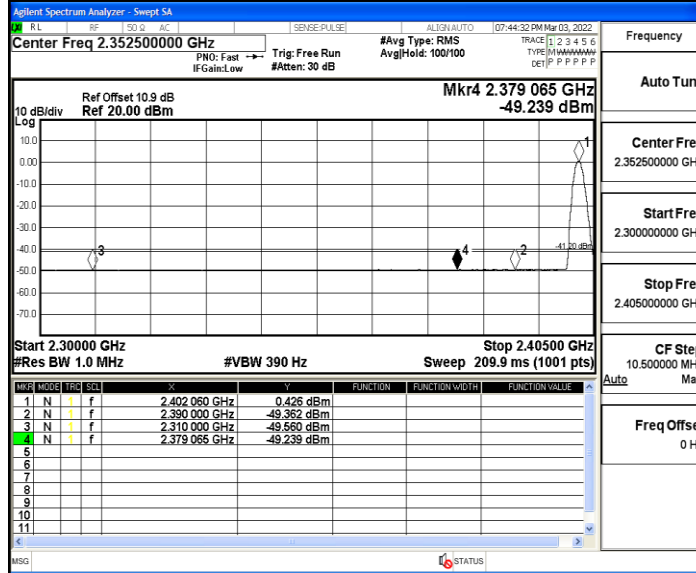 Agilent Spectrum Analyzer - Swept SA
RL RF 50 Ω AC SENSE:PULSE ALIGN AUTO 07:44:32 PM Mar 03, 2022
Center Freq 2.352500000 GHz
PNO: Fast
IFGain:Low
Trig: Free Run
#Atten: 30 dB
#Avg Type: RMS
Avg|Hold: 100/100
TRACE 1 2 3 4 5 6
TYPE M WWWWW
DET P P P P P P
Ref Offset 10.9 dB
Ref 20.00 dBm
10 dB/div
Log
Mkr4 2.379 065 GHz
-49.239 dBm
10.0
0.00
-10.0
-20.0
-30.0
-40.0
-50.0
-60.0
-70.0
1
2
3
4
-41.20 dBm
Start 2.30000 GHz Stop 2.40500 GHz
#Res BW 1.0 MHz #VBW 390 Hz Sweep 209.9 ms (1001 pts)
MKR MODE TRC SCL X Y FUNCTION FUNCTION WIDTH FUNCTION VALUE
1 N 1 f 2.402 060 GHz 0.426 dBm
2 N 1 f 2.390 000 GHz -49.362 dBm
3 N 1 f 2.310 000 GHz -49.560 dBm
4 N 1 f 2.379 065 GHz -49.239 dBm
5
6
7
8
9
10
11
MSG STATUS
Frequency
Auto Tun
Center Fre
2.352500000 GH
Start Fre
2.300000000 GH
Stop Fre
2.405000000 GH
CF Ste
10.500000 MH
Auto Ma
Freq Offse
0 H